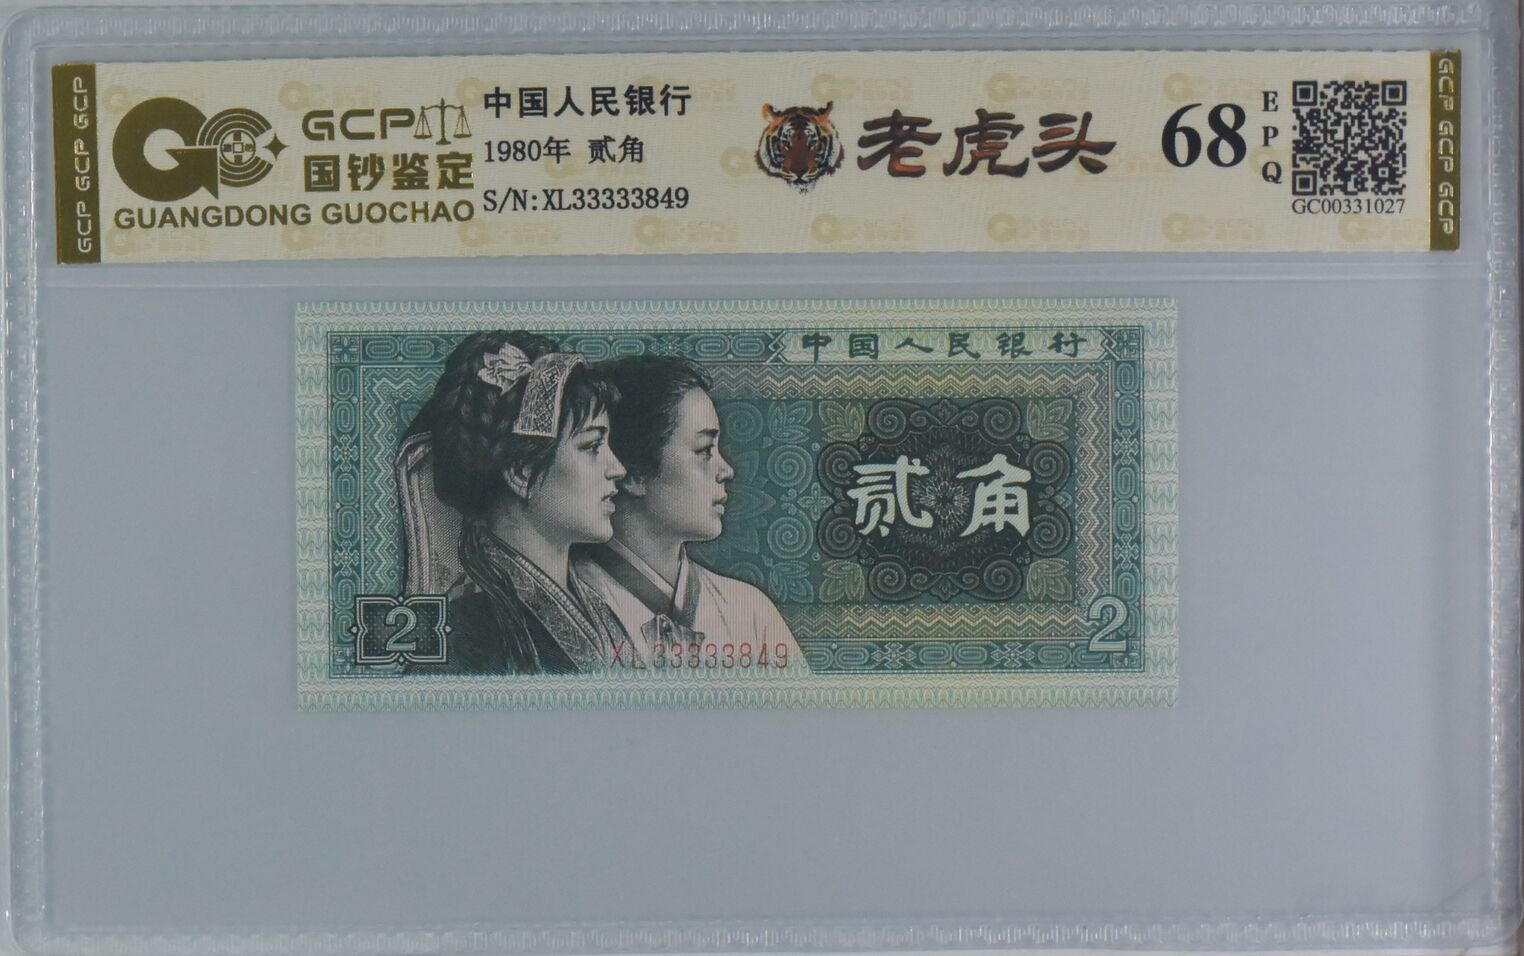 GCP GCP GCP
GCP
国钞鉴定
GUANGDONG GUOCHAO
中国人民银行
1980年 贰角
S/N:XL33333849
老虎头
68
EPQ
GC00331027
GCP GCP GCP
中国人民银行
贰角
2
2
XL 33333849